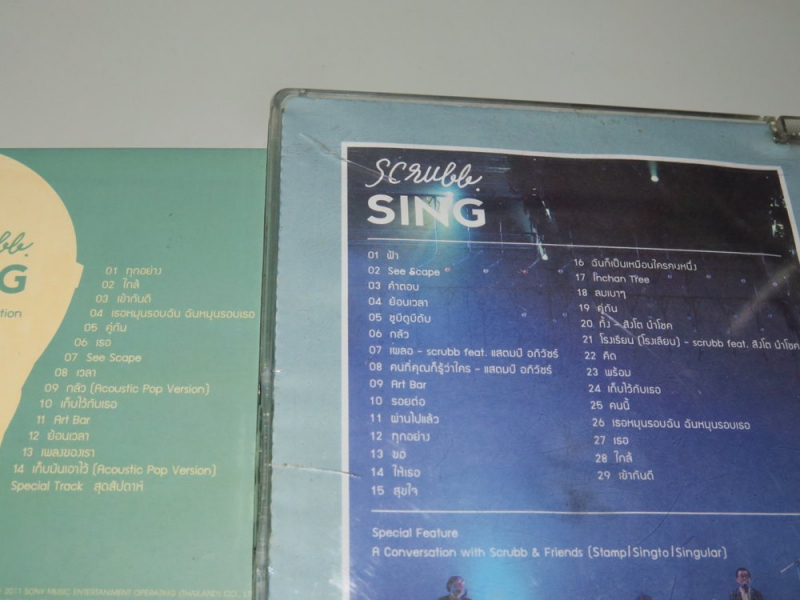 bb.
G
tion
01 ทุกอย่าง
02 ใกล้
03 เข้ากันดี
04 เธอหมุนรอบฉัน ฉันหมุนรอบเธอ
05 คู่กัน
06 เธอ
07 See Scape
08 เวลา
09 กลัว (Acoustic Pop Version)
10 เก็บไว้กับเธอ
11 Art Bar
12 ย้อนเวลา
13 เพลงของเรา
14 เก็บมันเอาไว้ (Acoustic Pop Version)
Special Track สุดสัปดาห์
2011 SONY MUSIC ENTERTAINMENT OPERATING (THAILAND) CO.,
scrubb.
SING
01 ฟ้า
02 See Scape
03 คำตอบ
04 ย้อนเวลา
05 ชูบีดูบีดับ
06 กลัว
07 เผลอ - scrubb feat. แสตมป์ อภิวัชร์
08 คนที่คุณก็รู้ว่าใคร - แสตมป์ อภิวัชร์
09 Art Bar
10 รอยต่อ
11 ผ่านไปแล้ว
12 ทุกอย่าง
13 ขอ
14 ให้เธอ
15 สุขใจ
16 ฉันก็เป็นเหมือนใครคนหนึ่ง
17 Inchan Tree
18 ลมเบาๆ
19 คู่กัน
20 ทิ้ง - สิงโต นำโชค
21 โรงเรียน (โรงเลียน) - scrubb feat. สิงโต นำโชค
22 คิด
23 พร้อม
24 เก็บไว้กับเธอ
25 คนนี้
26 เธอหมุนรอบฉัน ฉันหมุนรอบเธอ
27 เธอ
28 ใกล้
29 เข้ากันดี
Special Feature
A Conversation with Scrubb & Friends (Stamp|Singto|Singular)